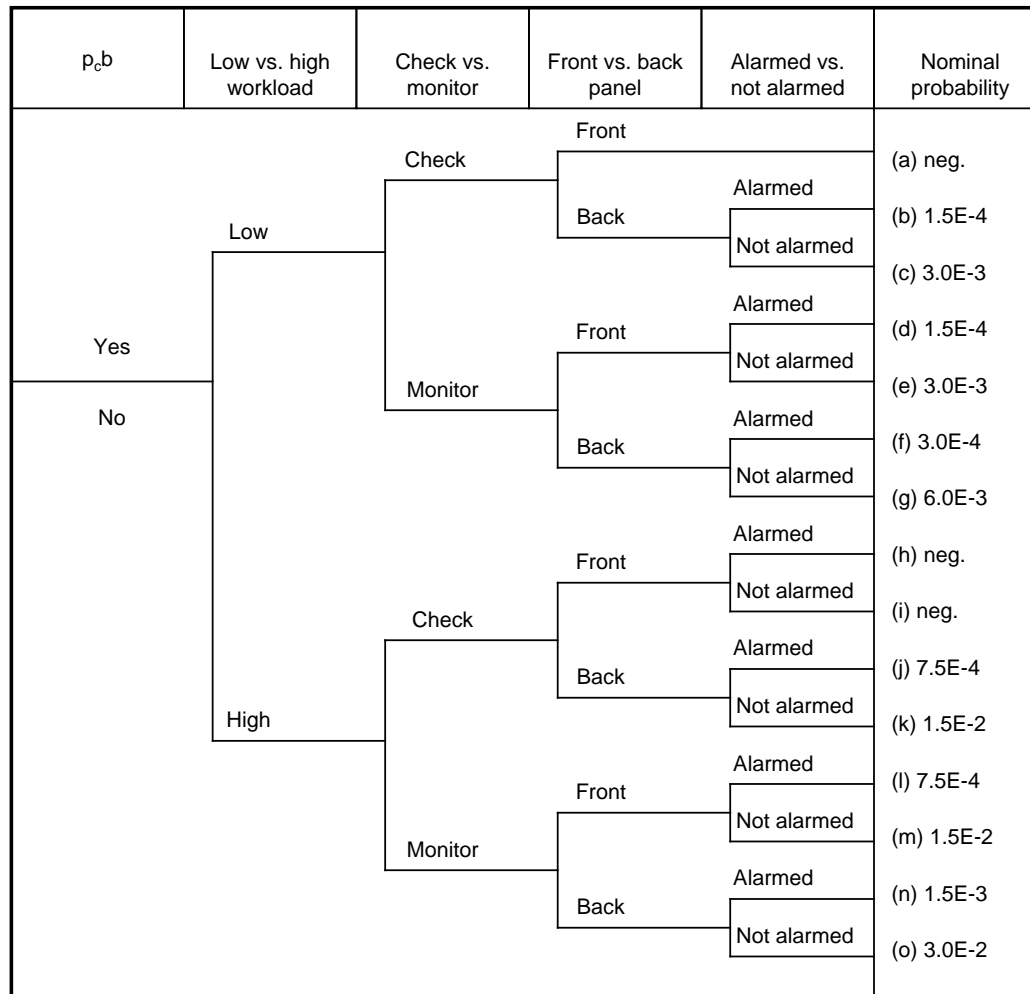 p_cb
Low vs. high
workload
Check vs.
monitor
Front vs. back
panel
Alarmed vs.
not alarmed
Nominal
probability
Front
Check
(a) neg.
Alarmed
Back
(b) 1.5E-4
Low
Not alarmed
(c) 3.0E-3
Alarmed
Yes
Front
(d) 1.5E-4
Not alarmed
Monitor
(e) 3.0E-3
No
Alarmed
Back
(f) 3.0E-4
Not alarmed
(g) 6.0E-3
Alarmed
Front
(h) neg.
Not alarmed
Check
(i) neg.
Alarmed
Back
(j) 7.5E-4
High
Not alarmed
(k) 1.5E-2
Alarmed
Front
(l) 7.5E-4
Not alarmed
Monitor
(m) 1.5E-2
Alarmed
Back
(n) 1.5E-3
Not alarmed
(o) 3.0E-2